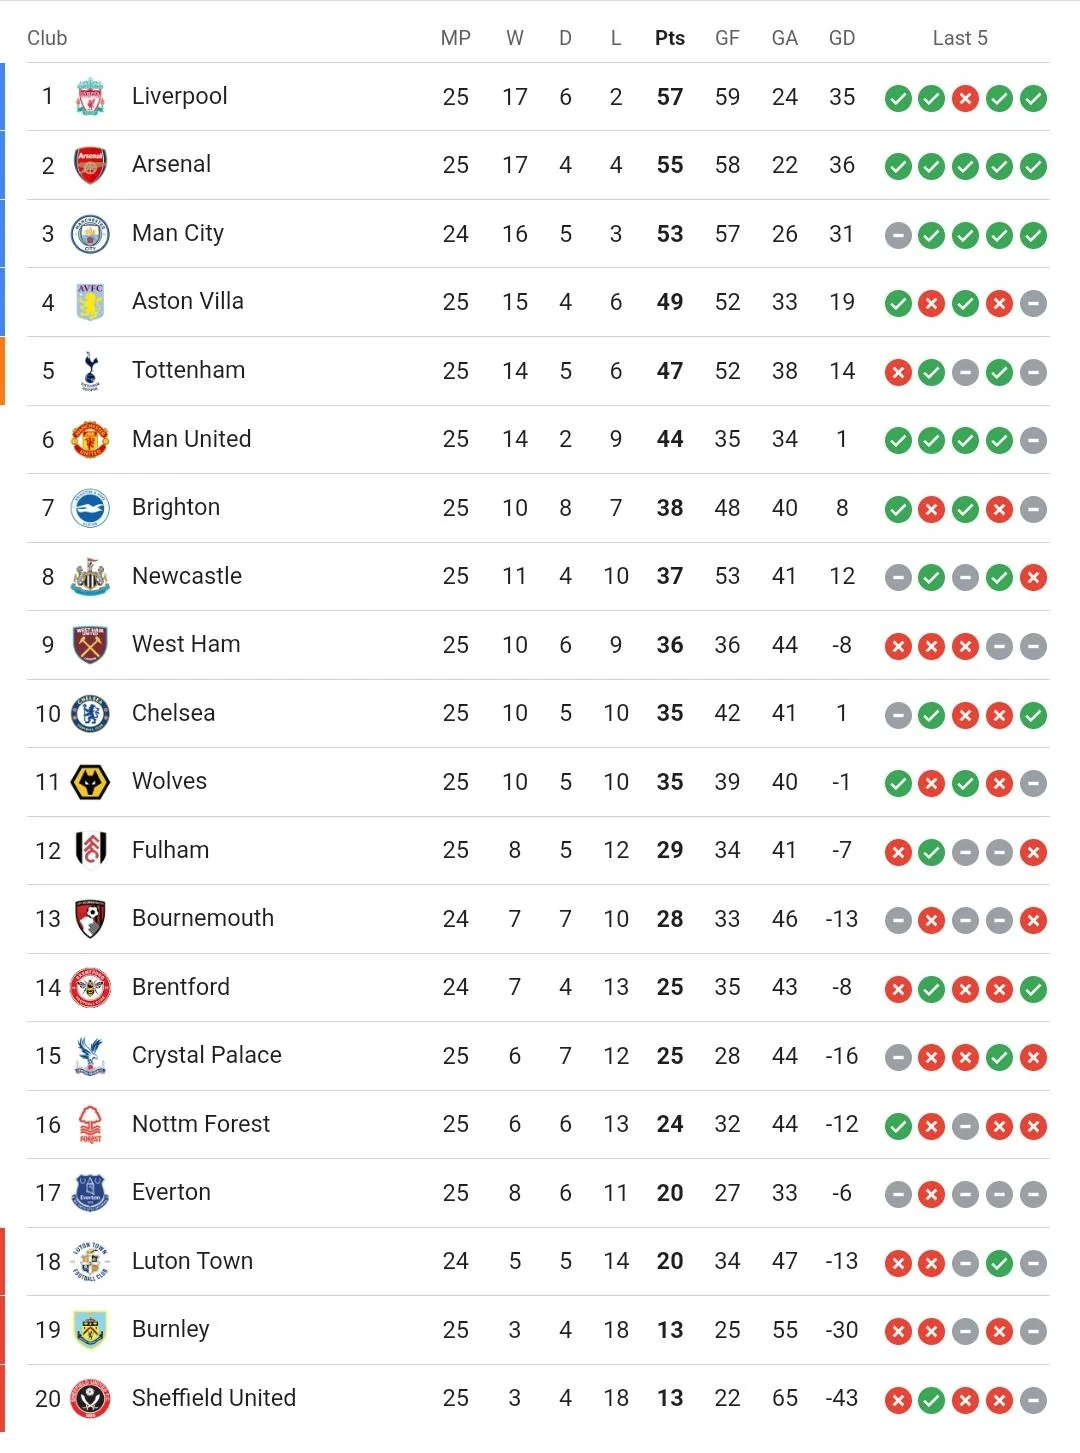 Club MP W D L Pts GF GA GD Last 5
1 Liverpool 25 17 6 2 57 59 24 35
2 Arsenal 25 17 4 4 55 58 22 36
3 Man City 24 16 5 3 53 57 26 31
4 AVFC Aston Villa 25 15 4 6 49 52 33 19
5 Tottenham 25 14 5 6 47 52 38 14
6 Man United 25 14 2 9 44 35 34 1
7 Brighton 25 10 8 7 38 48 40 8
8 Newcastle 25 11 4 10 37 53 41 12
9 West Ham 25 10 6 9 36 36 44 -8
10 Chelsea 25 10 5 10 35 42 41 1
11 Wolves 25 10 5 10 35 39 40 -1
12 Fulham 25 8 5 12 29 34 41 -7
13 Bournemouth 24 7 7 10 28 33 46 -13
14 Brentford 24 7 4 13 25 35 43 -8
15 Crystal Palace 25 6 7 12 25 28 44 -16
16 FOREST Nottm Forest 25 6 6 13 24 32 44 -12
17 Everton Everton 25 8 6 11 20 27 33 -6
18 LUTON TOWN FOOTBALL CLUB Luton Town 24 5 5 14 20 34 47 -13
19 Burnley 25 3 4 18 13 25 55 -30
20 Sheffield United 25 3 4 18 13 22 65 -43